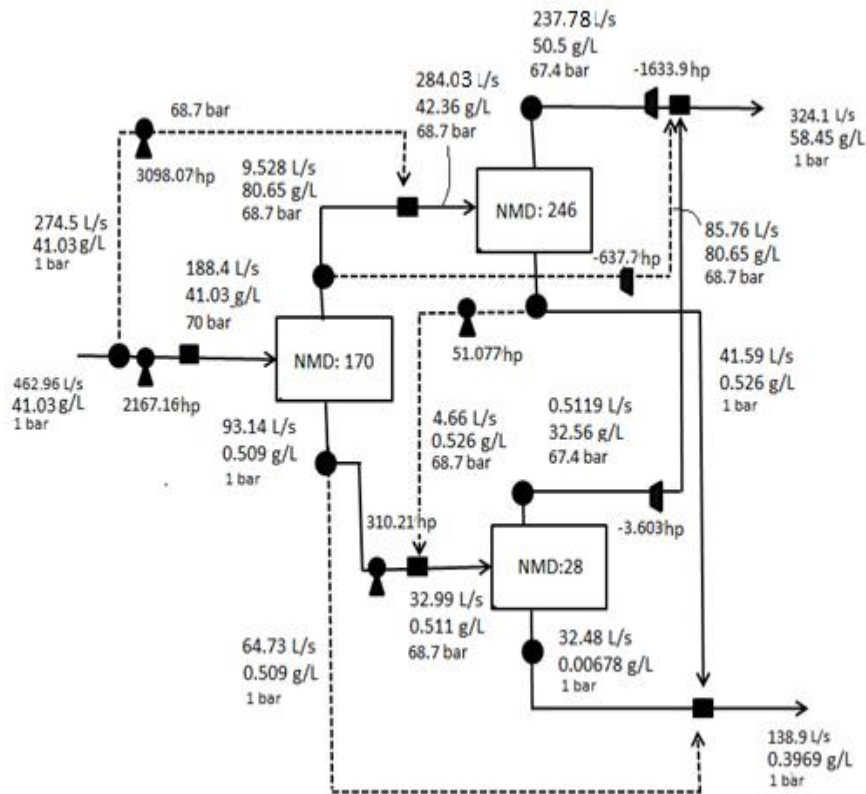 237.78 L/s
50.5 g/L
67.4 bar
-1633.9hp
284.03 L/s
42.36 g/L
68.7 bar
324.1 L/s
58.45 g/L
1 bar
68.7 bar
3098.07hp
9.528 L/s
80.65 g/L
68.7 bar
NMD: 246
274.5 L/s
41.03 g/L
1 bar
85.76 L/s
80.65 g/L
68.7 bar
188.4 L/s
41.03 g/L
70 bar
-637.7hp
NMD: 170
51.077hp
41.59 L/s
0.526 g/L
1 bar
462.96 L/s
41.03 g/L
1 bar
2167.16hp
93.14 L/s
0.509 g/L
1 bar
4.66 L/s
0.526 g/L
68.7 bar
0.5119 L/s
32.56 g/L
67.4 bar
310.21hp
-3.603hp
NMD:28
32.99 L/s
0.511 g/L
68.7 bar
64.73 L/s
0.509 g/L
1 bar
32.48 L/s
0.00678 g/L
1 bar
138.9 L/s
0.3969 g/L
1 bar